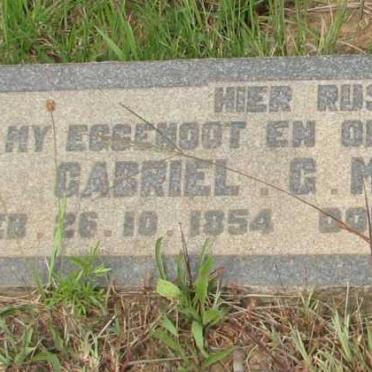 HIER RUS
MY EGGENOOT EN
GABRIEL . G. M
26. 10. 1854